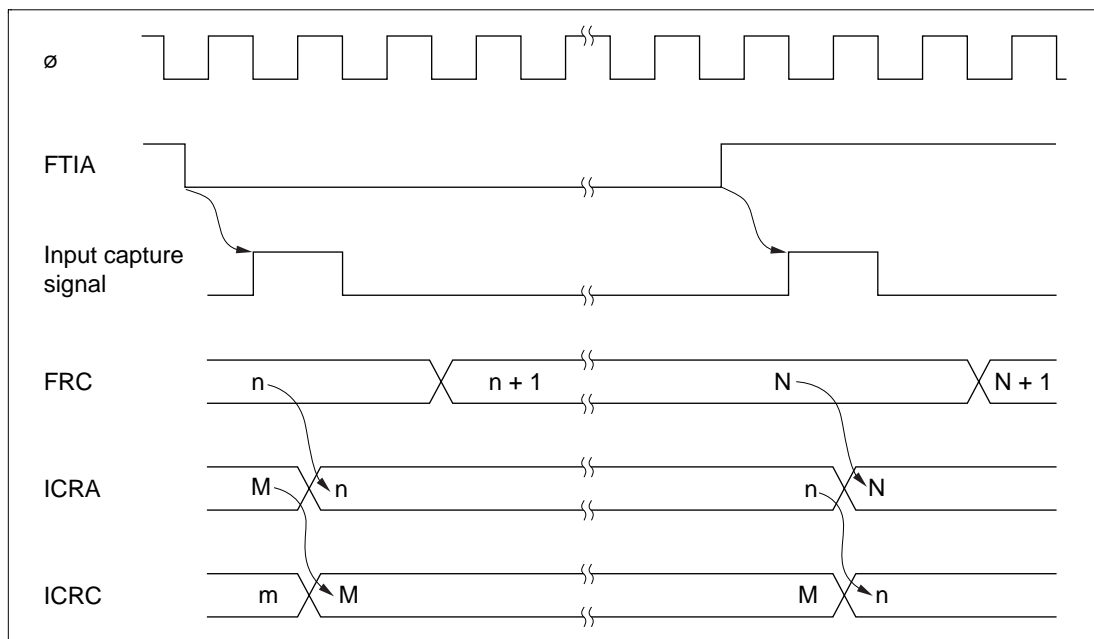 ø
FTIA
Input capture
signal
FRC n n + 1 N N + 1
ICRA M n n N
ICRC m M M n